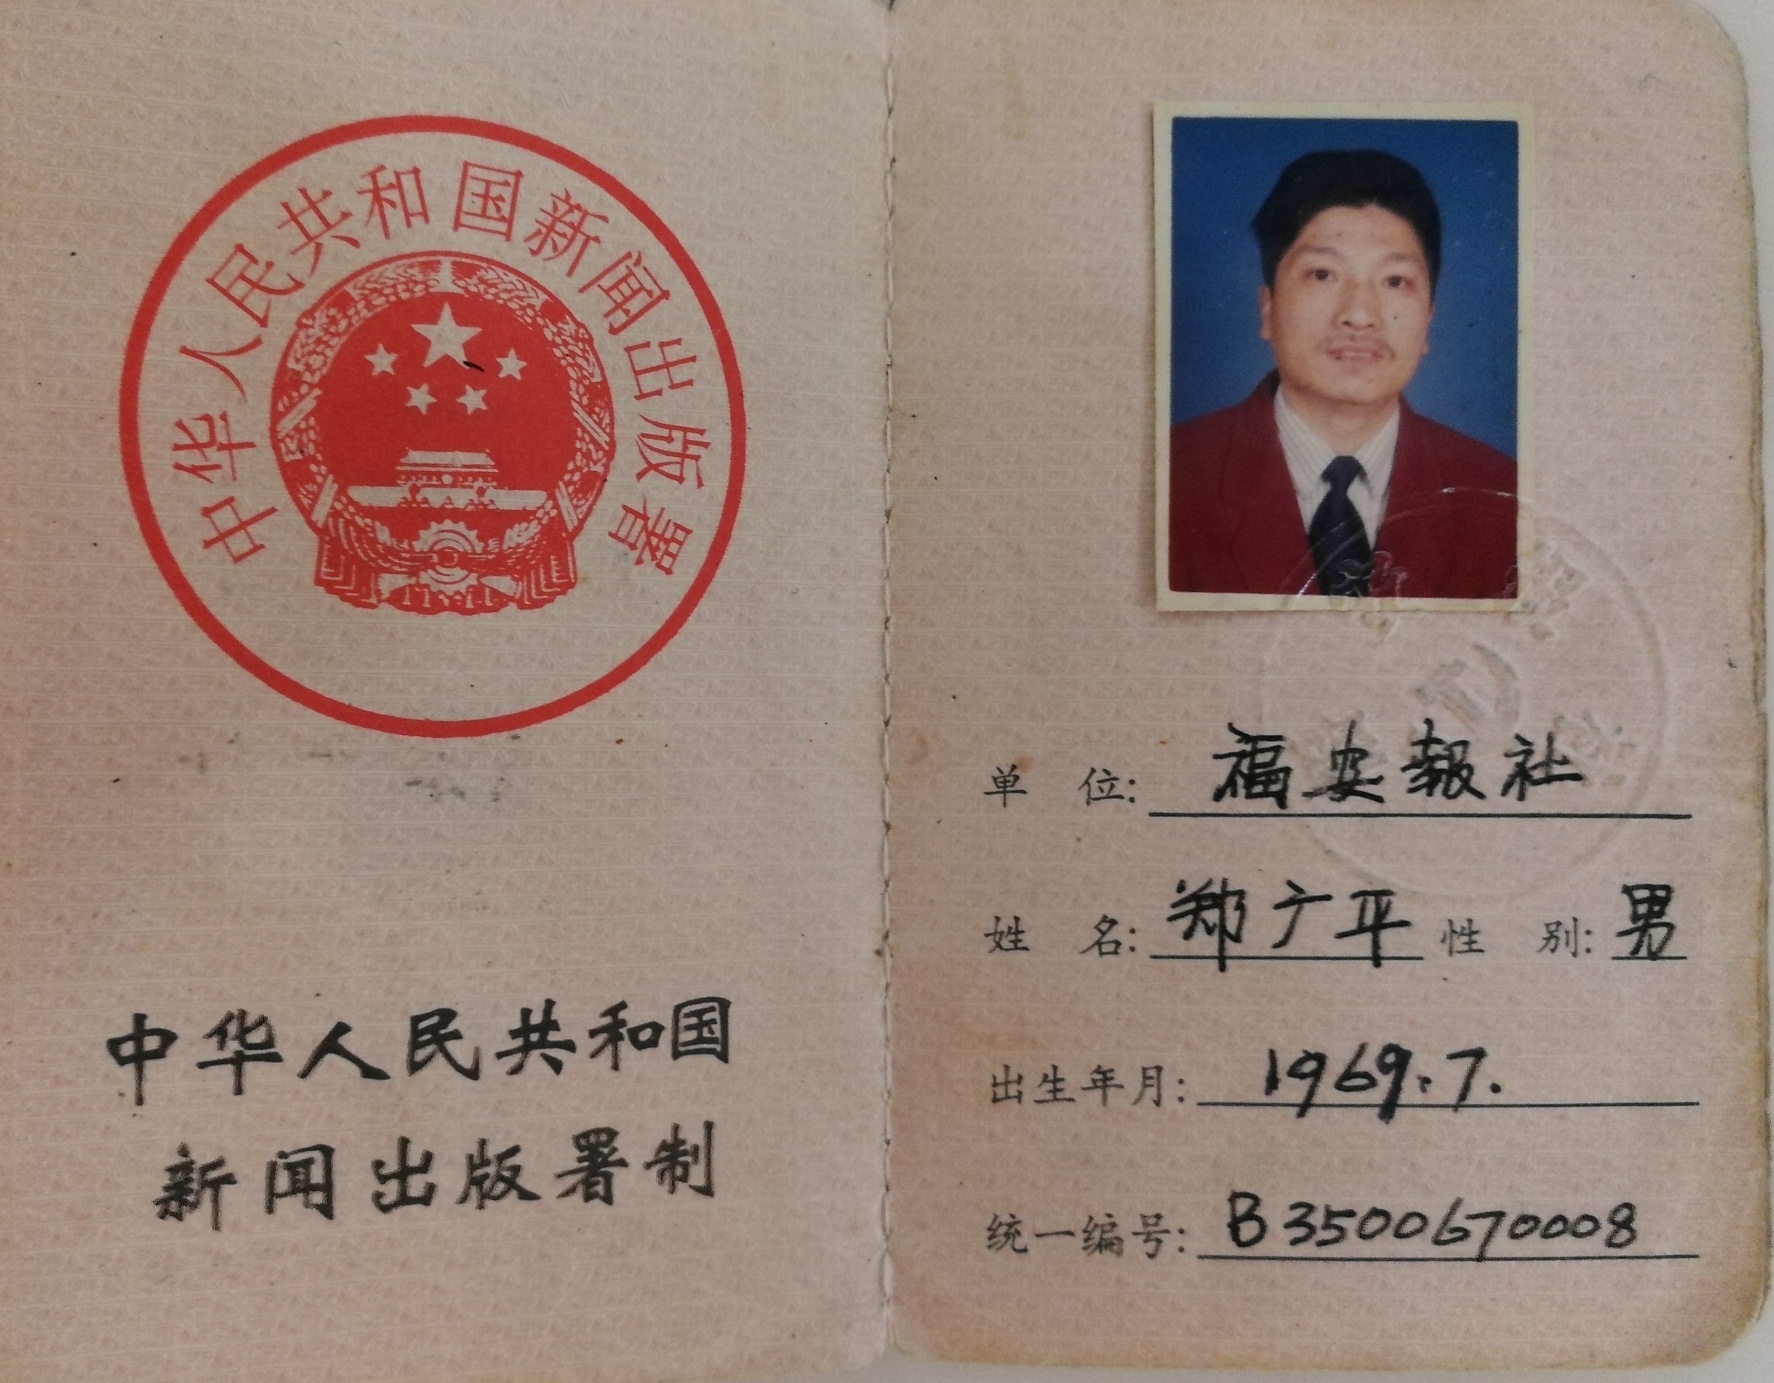 中华人民共和国新闻出版署
中华人民共和国
新闻出版署制
单 位: 福安报社
姓 名: 郑广平 性 别: 男
出生年月: 1969.7.
统一编号: B3500670008